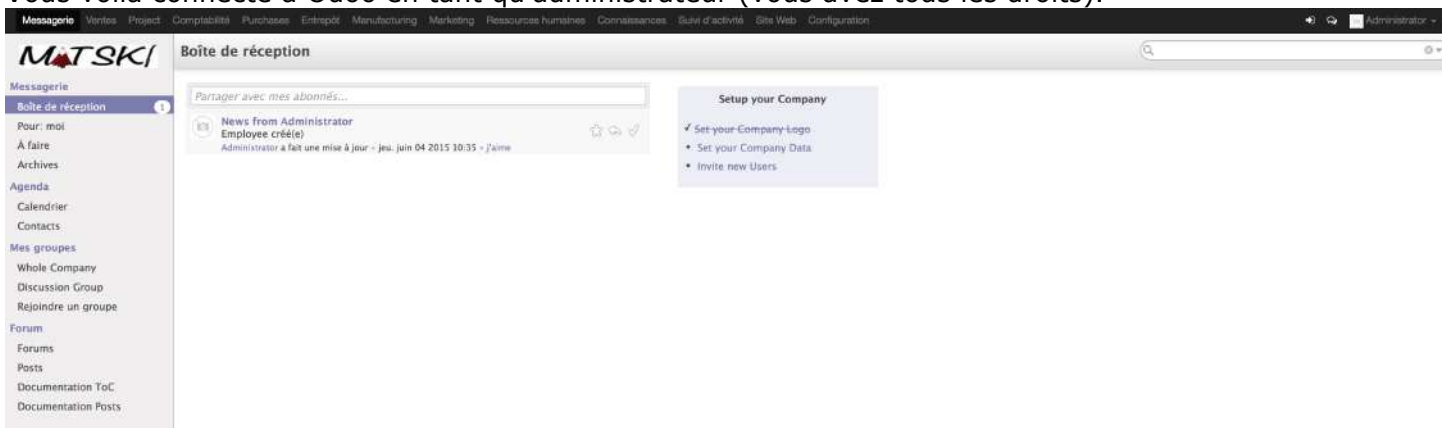 Vous voilà connecté à Odoo en tant qu'administrateur (vous avez tous les droits).
Messagerie Ventes Project Comptabilité Purchases Entrepôt Manufacturing Marketing Ressources humaines Connaissances Suivi d'activité Site Web Configuration Administrator
MATSKI
Boîte de réception
Messagerie
Boîte de réception 1
Pour: moi
À faire
Archives
Agenda
Calendrier
Contacts
Mes groupes
Whole Company
Discussion Group
Rejoindre un groupe
Forum
Forums
Posts
Documentation ToC
Documentation Posts
Partager avec mes abonnés...
News from Administrator
Employee créé(e)
Administrator a fait une mise à jour - jeu. juin 04 2015 10:35 - j'aime
Setup your Company
Set your Company Logo
Set your Company Data
Invite new Users